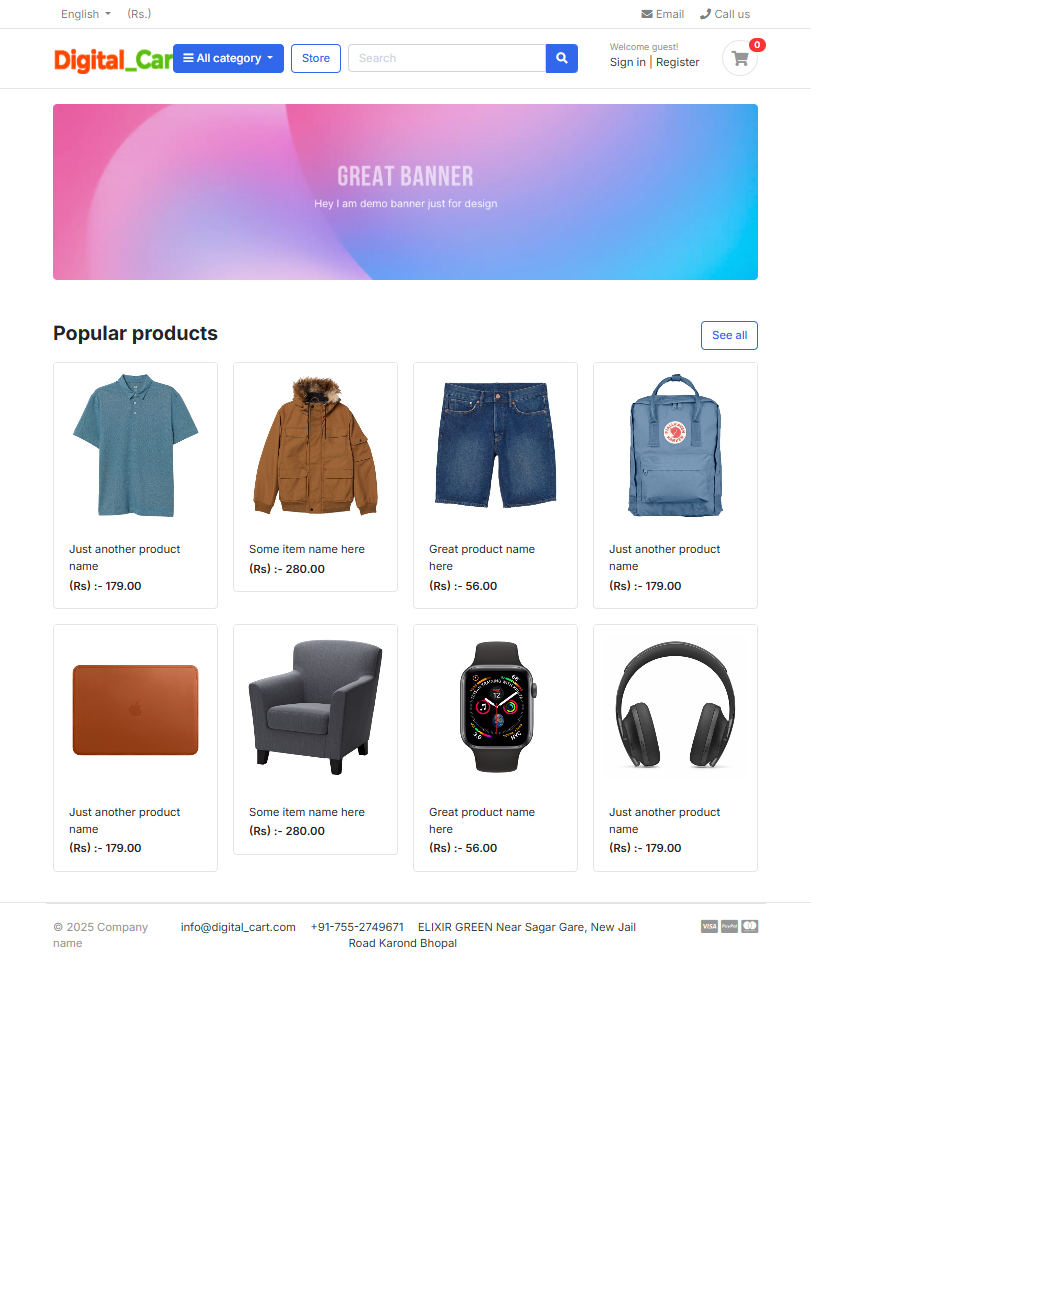 English (Rs.) Email Call us
Digital_Cart All category Store Search
Welcome guest!
Sign in | Register
0
GREAT BANNER
Hey I am demo banner just for design
Popular products See all
Just another product
name
(Rs) :- 179.00
Some item name here
(Rs) :- 280.00
Great product name
here
(Rs) :- 56.00
Just another product
name
(Rs) :- 179.00
Just another product
name
(Rs) :- 179.00
Some item name here
(Rs) :- 280.00
12
NYC
Great product name
here
(Rs) :- 56.00
Just another product
name
(Rs) :- 179.00
© 2025 Company
name
info@digital_cart.com +91-755-2749671 ELIXIR GREEN Near Sagar Gare, New Jail
Road Karond Bhopal
VISA PayPal